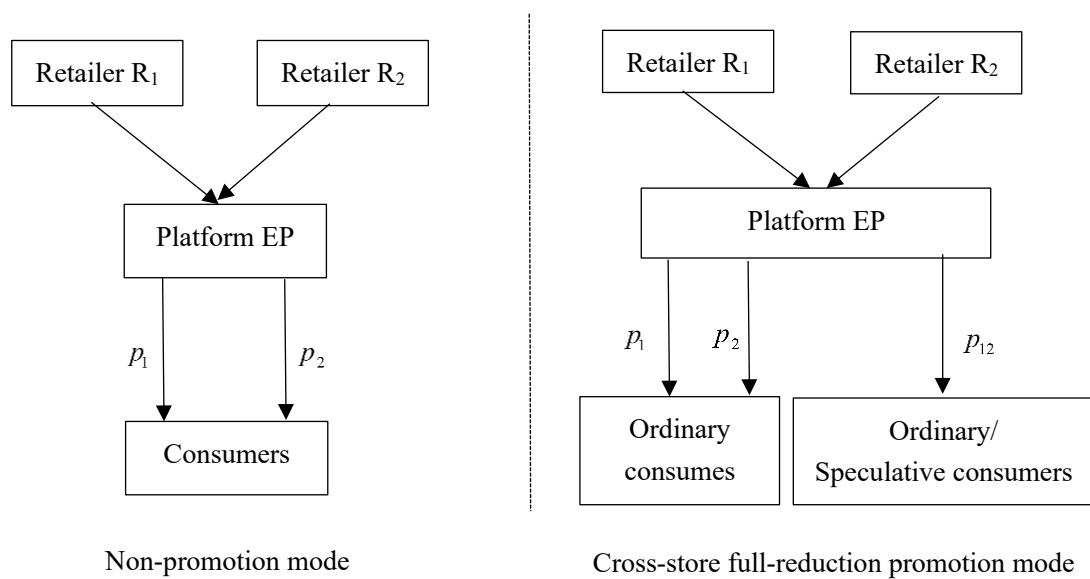 Retailer R₁
Retailer R₂
Platform EP
p₁
p₂
Consumers
Non-promotion mode
Retailer R₁
Retailer R₂
Platform EP
p₁
p₂
p₁₂
Ordinary
consumes
Ordinary/
Speculative consumers
Cross-store full-reduction promotion mode